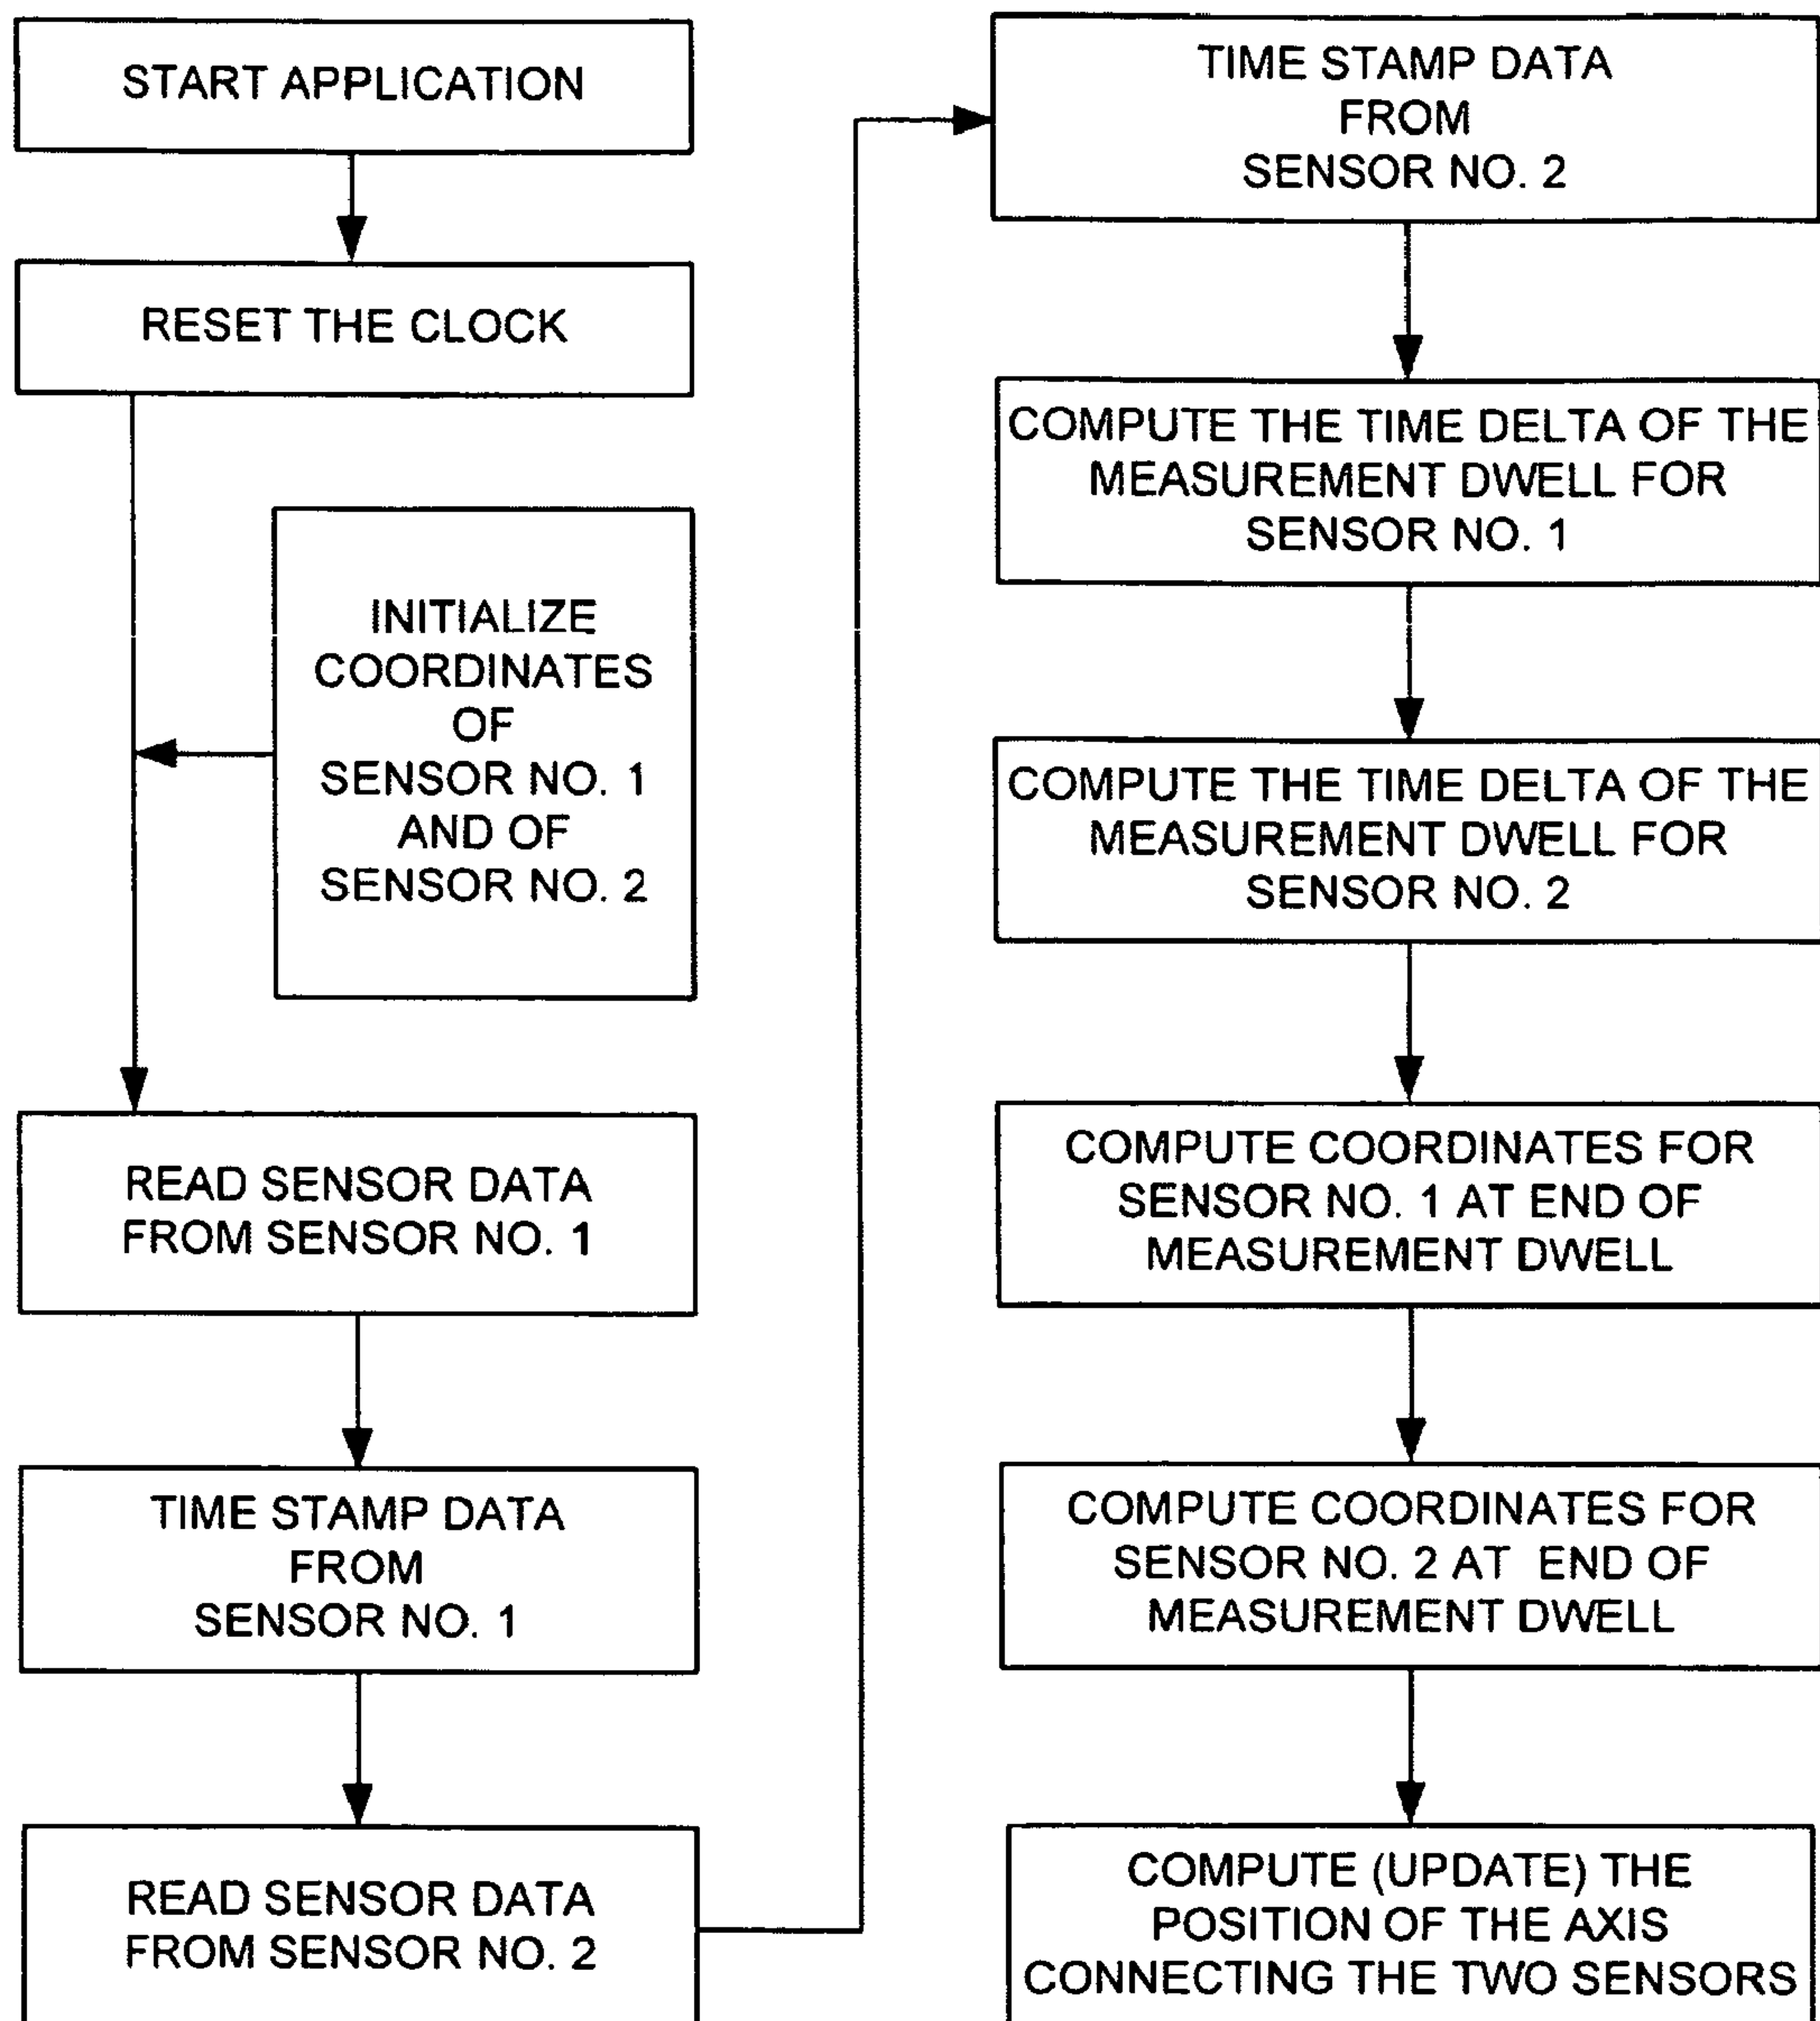 START APPLICATION
RESET THE CLOCK
INITIALIZE
COORDINATES
OF
SENSOR NO. 1
AND OF
SENSOR NO. 2
READ SENSOR DATA
FROM SENSOR NO. 1
TIME STAMP DATA
FROM
SENSOR NO. 1
READ SENSOR DATA
FROM SENSOR NO. 2
TIME STAMP DATA
FROM
SENSOR NO. 2
COMPUTE THE TIME DELTA OF THE
MEASUREMENT DWELL FOR
SENSOR NO. 1
COMPUTE THE TIME DELTA OF THE
MEASUREMENT DWELL FOR
SENSOR NO. 2
COMPUTE COORDINATES FOR
SENSOR NO. 1 AT END OF
MEASUREMENT DWELL
COMPUTE COORDINATES FOR
SENSOR NO. 2 AT END OF
MEASUREMENT DWELL
COMPUTE (UPDATE) THE
POSITION OF THE AXIS
CONNECTING THE TWO SENSORS